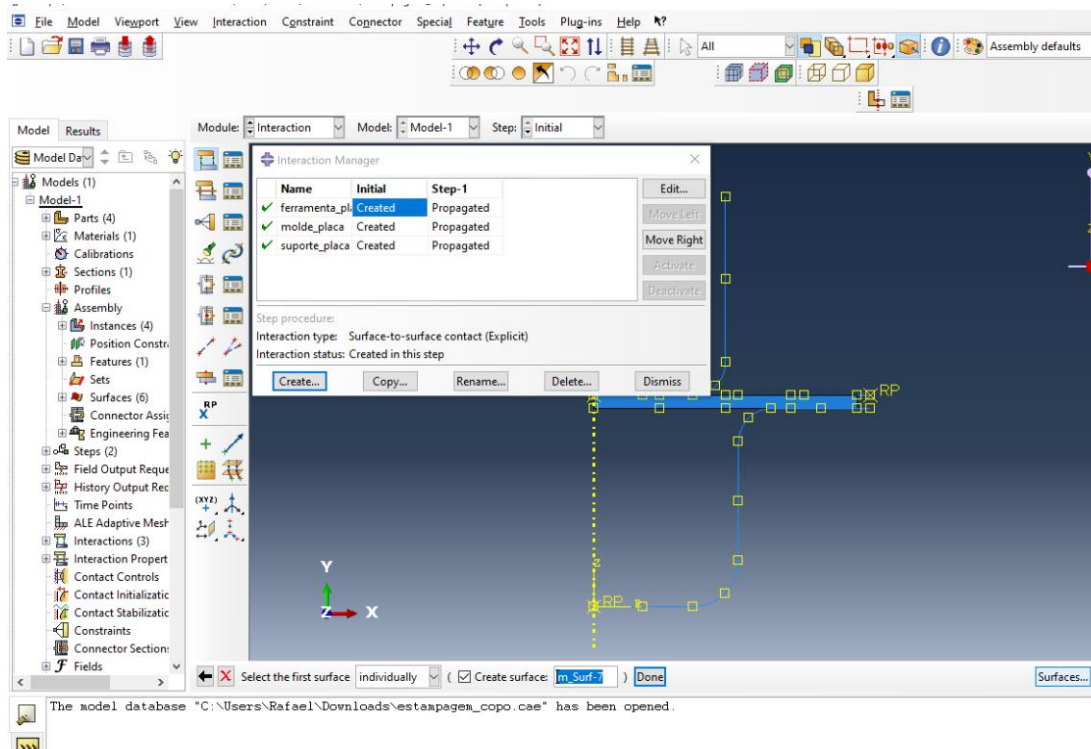 File Model Viewport View Interaction Constraint Connector Special Feature Tools Plug-ins Help
All
Assembly defaults
Model Results
Module: Interaction Model: Model-1 Step: Initial
Model Da
Models (1)
Model-1
Parts (4)
Materials (1)
Calibrations
Sections (1)
Profiles
Assembly
Instances (4)
Position Constr
Features (1)
Sets
Surfaces (6)
Connector Assig
Engineering Fea
Steps (2)
Field Output Reque
History Output Rec
Time Points
ALE Adaptive Mesh
Interactions (3)
Interaction Propert
Contact Controls
Contact Initializatic
Contact Stabilizatic
Constraints
Connector Section:
Fields
RP
(XYZ)
Interaction Manager
Name Initial Step-1
ferramenta_pl Created Propagated
molde_placa Created Propagated
suporte_placa Created Propagated
Edit...
Move Left
Move Right
Activate
Deactivate
Step procedure:
Interaction type: Surface-to-surface contact (Explicit)
Interaction status: Created in this step
Create... Copy... Rename... Delete... Dismiss
RP
RP
Y
Z X
Select the first surface individually ( Create surface: m_Surf-7 ) Done Surfaces...
The model database "C:\Users\Rafael\Downloads\estampagem_copo.cae" has been opened.